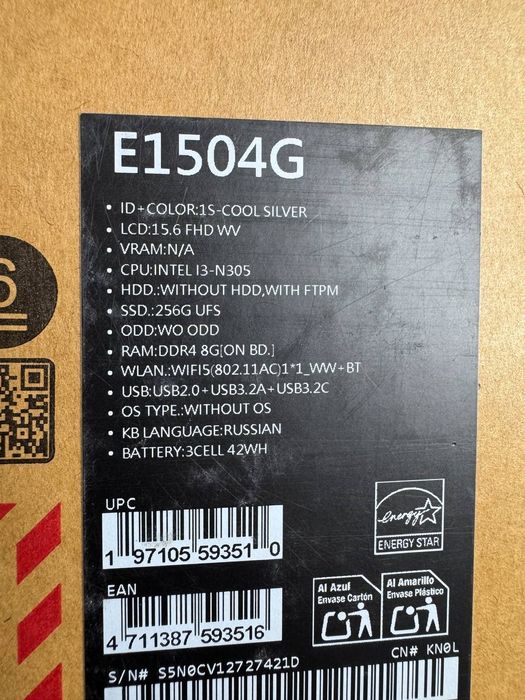 E1504G
• ID+COLOR:1S-COOL SILVER
• LCD:15.6 FHD WV
• VRAM:N/A
• CPU:INTEL I3-N305
• HDD.:WITHOUT HDD,WITH FTPM
• SSD.:256G UFS
• ODD:WO ODD
• RAM:DDR4 8G[ON BD.]
• WLAN.:WIFI5(802.11AC)1*1_WW+BT
• USB:USB2.0+USB3.2A+USB3.2C
• OS TYPE.:WITHOUT OS
• KB LANGUAGE:RUSSIAN
• BATTERY:3CELL 42WH
S
UPC
1 97105 59351 0
energy
ENERGY STAR
EAN
4 711387 593516
Al Azul
Envase Cartón
Al Amarillo
Envase Plástico
CN# KN0L
S/N# S5N0CV12727421D